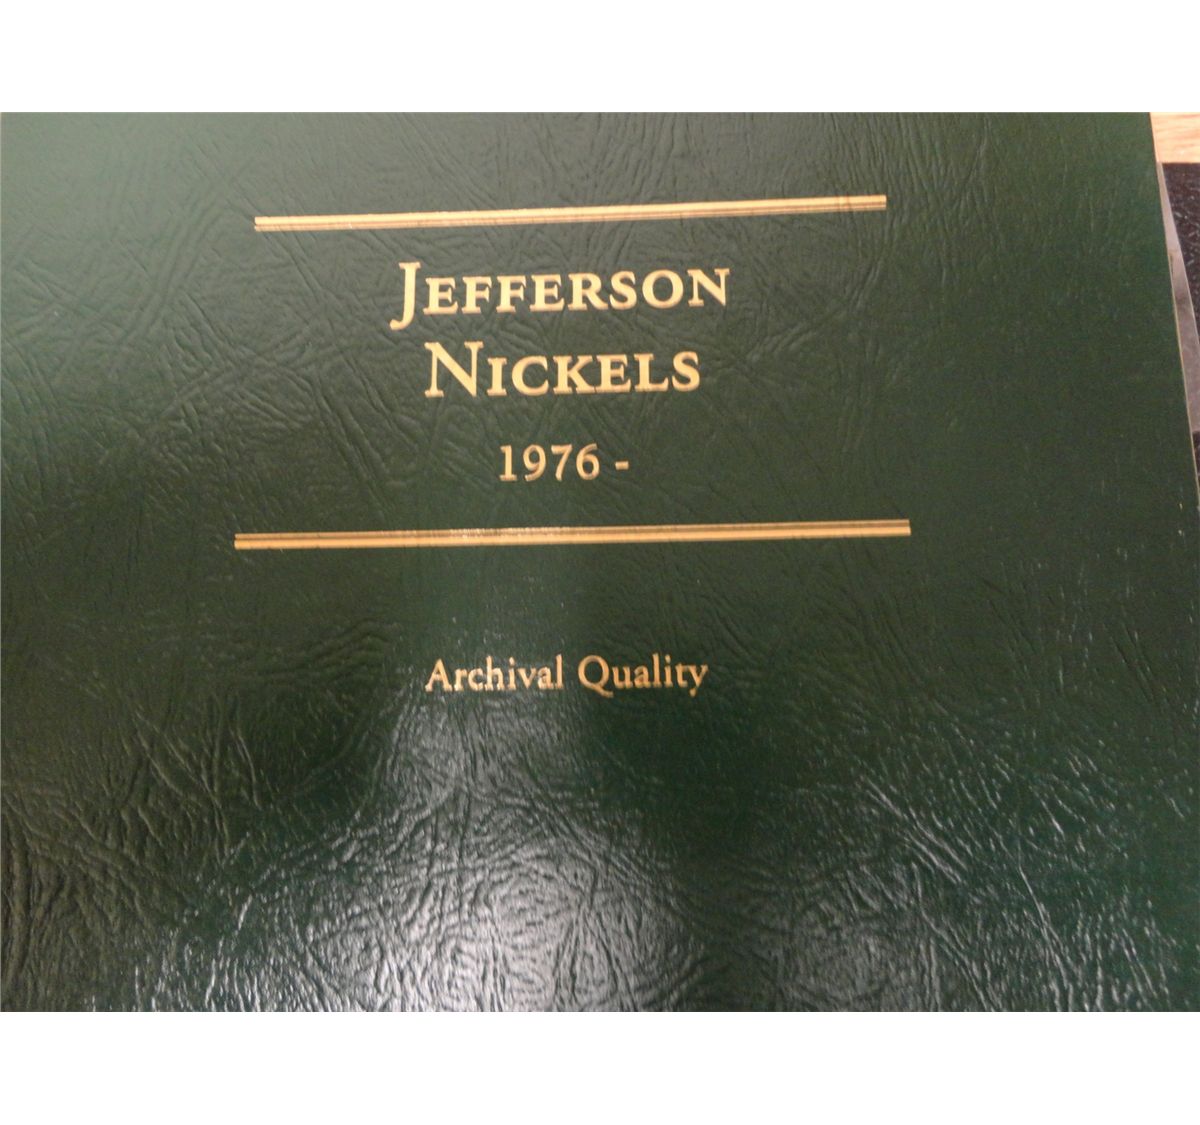 Jefferson
Nickels
1976 -
Archival Quality